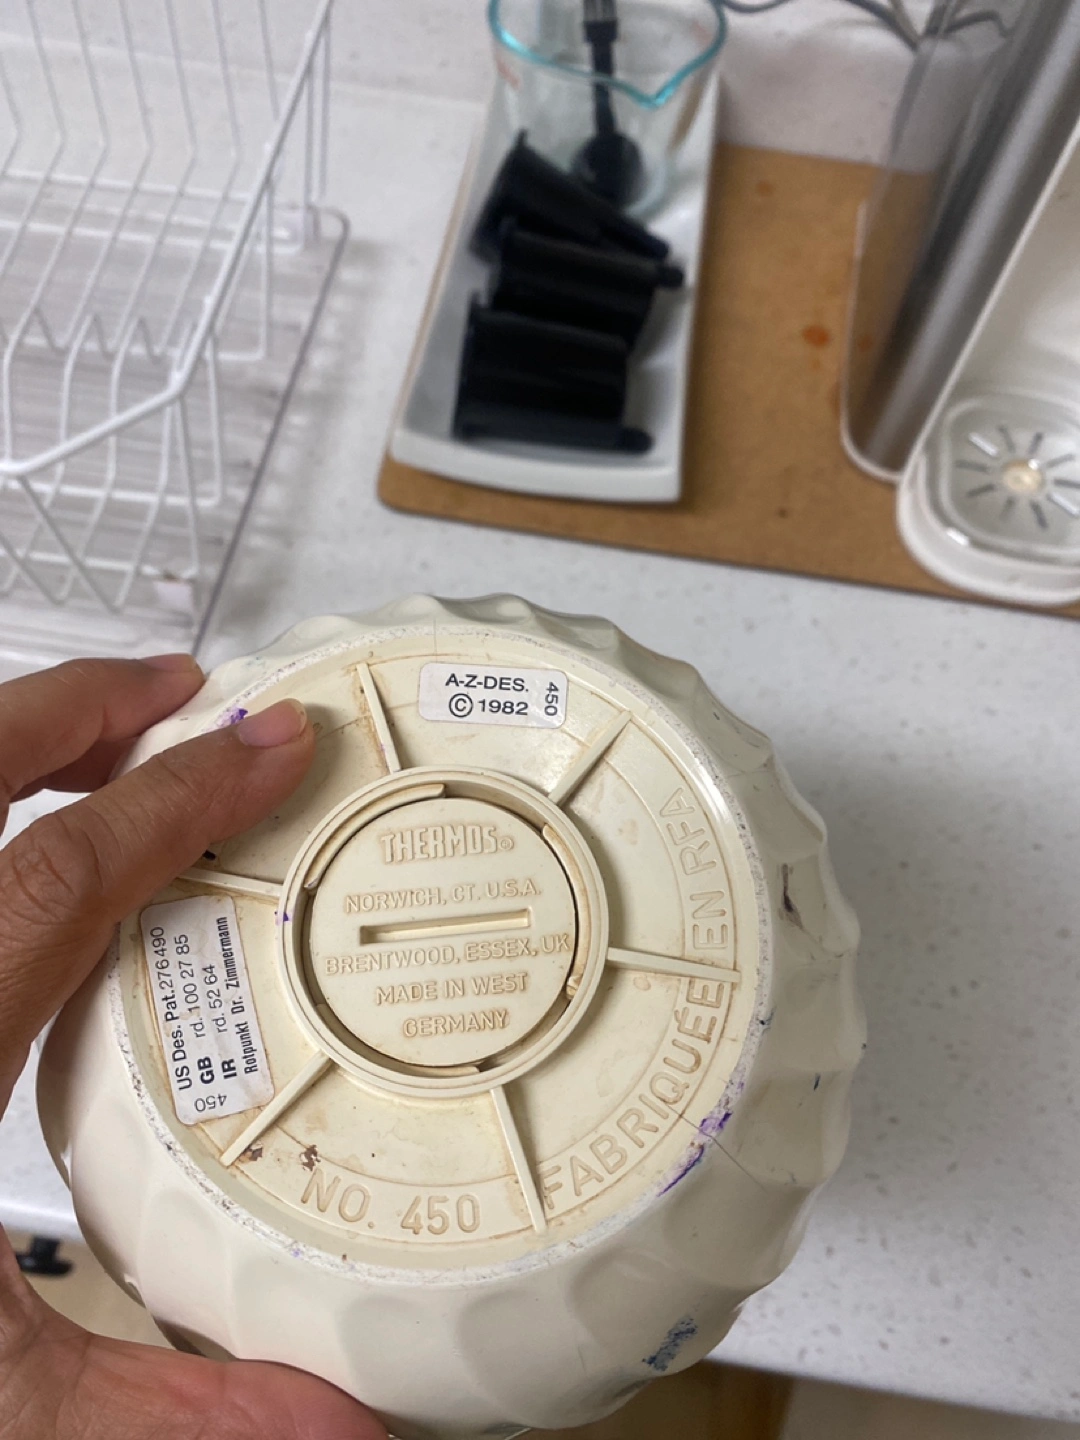 A-Z-DES.
© 1982
450
THERMOS®
NORWICH, CT. U.S.A.
BRENTWOOD, ESSEX, UK
MADE IN WEST
GERMANY
US Des. Pat. 276490
GB rd. 100 27 85
IR rd. 52 64
Rotpunkt Dr. Zimmermann
450
NO. 450
FABRIQUÉE EN RFA